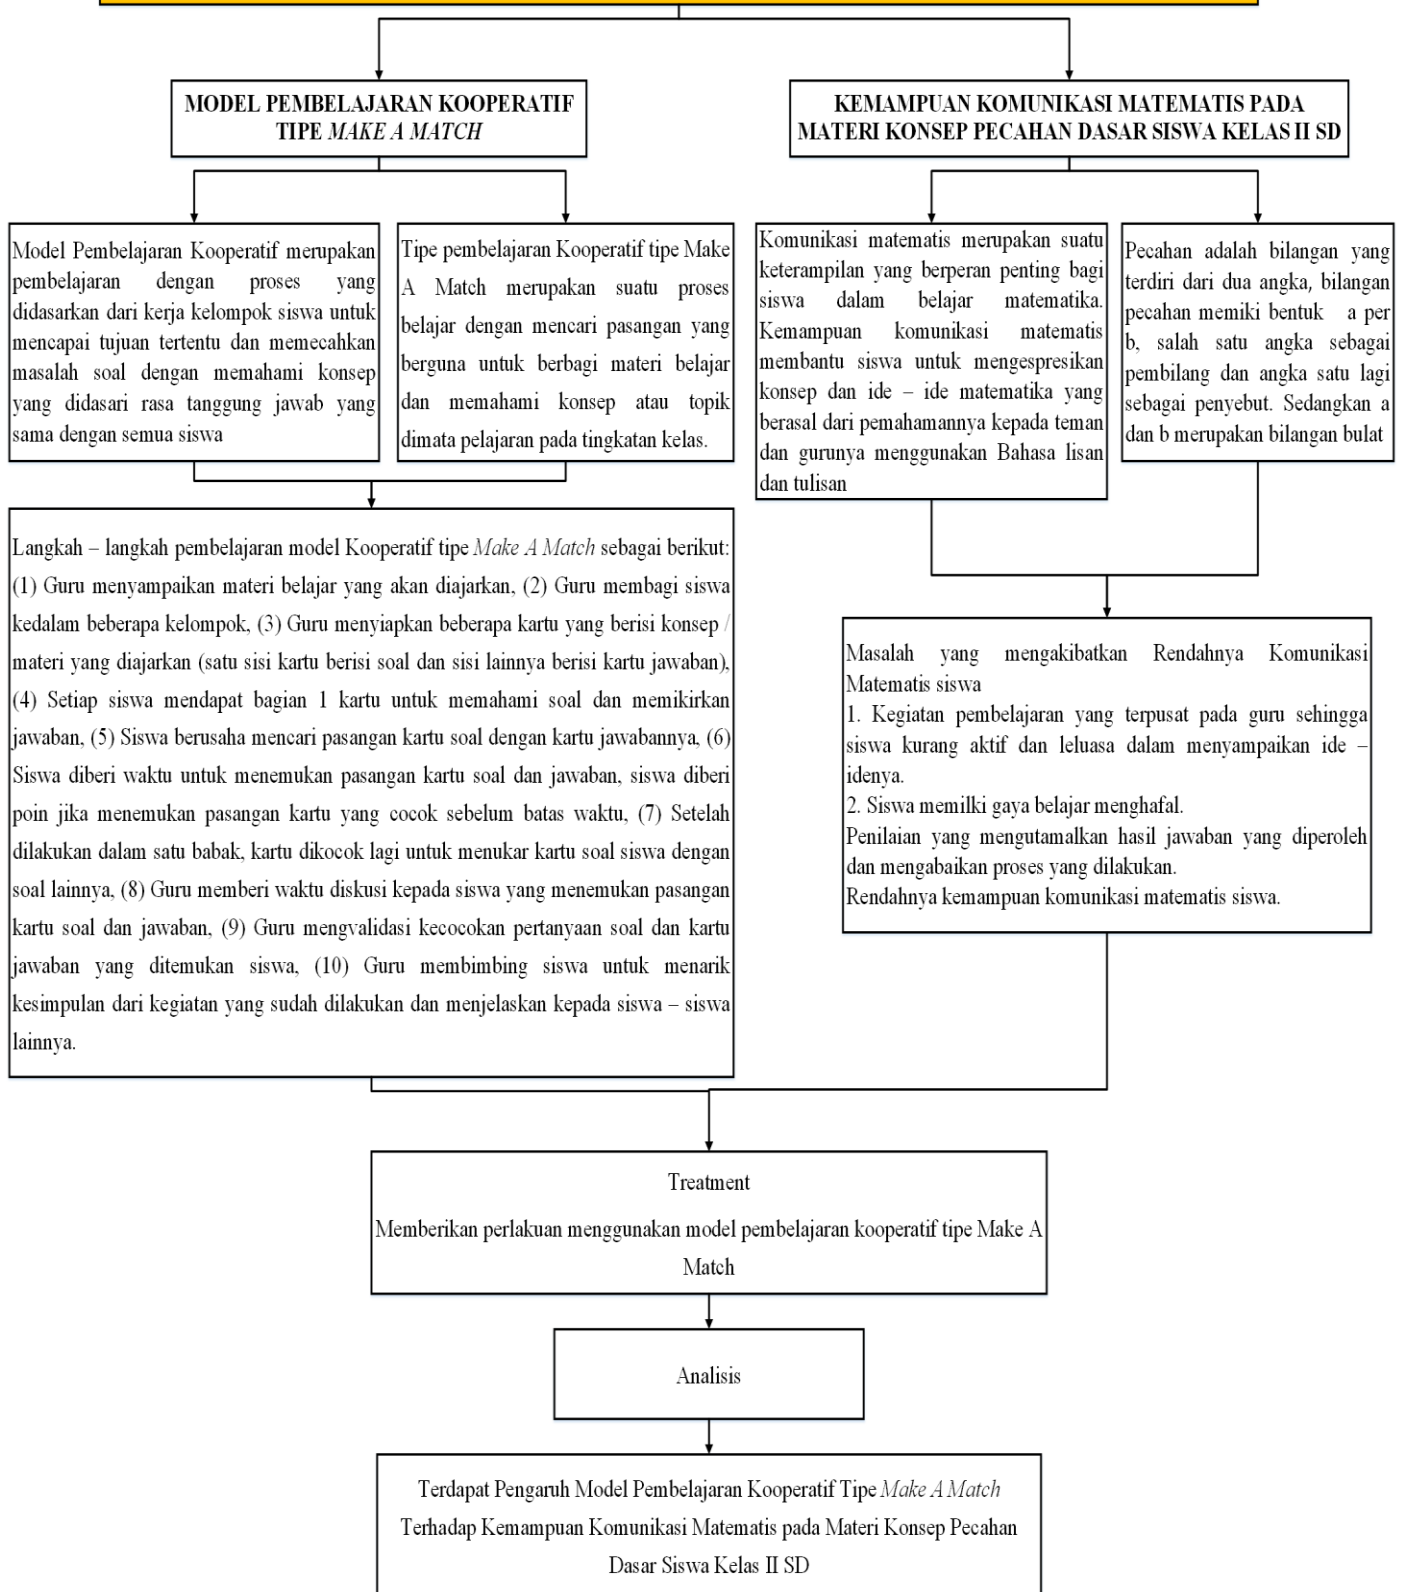 MODEL PEMBELAJARAN KOOPERATIF
TIPE MAKE A MATCH
KEMAMPUAN KOMUNIKASI MATEMATIS PADA
MATERI KONSEP PECAHAN DASAR SISWA KELAS II SD
Model Pembelajaran Kooperatif merupakan
pembelajaran dengan proses yang
didasarkan dari kerja kelompok siswa untuk
mencapai tujuan tertentu dan memecahkan
masalah soal dengan memahami konsep
yang didasari rasa tanggung jawab yang
sama dengan semua siswa
Tipe pembelajaran Kooperatif tipe Make
A Match merupakan suatu proses
belajar dengan mencari pasangan yang
berguna untuk berbagi materi belajar
dan memahami konsep atau topik
dimata pelajaran pada tingkatan kelas.
Komunikasi matematis merupakan suatu
keterampilan yang berperan penting bagi
siswa dalam belajar matematika.
Kemampuan komunikasi matematis
membantu siswa untuk mengespresikan
konsep dan ide – ide matematika yang
berasal dari pemahamannya kepada teman
dan gurunya menggunakan Bahasa lisan
dan tulisan
Pecahan adalah bilangan yang
terdiri dari dua angka, bilangan
pecahan memiki bentuk a per
b, salah satu angka sebagai
pembilang dan angka satu lagi
sebagai penyebut. Sedangkan a
dan b merupakan bilangan bulat
Langkah – langkah pembelajaran model Kooperatif tipe Make A Match sebagai berikut:
(1) Guru menyampaikan materi belajar yang akan diajarkan, (2) Guru membagi siswa
kedalam beberapa kelompok, (3) Guru menyiapkan beberapa kartu yang berisi konsep /
materi yang diajarkan (satu sisi kartu berisi soal dan sisi lainnya berisi kartu jawaban),
(4) Setiap siswa mendapat bagian 1 kartu untuk memahami soal dan memikirkan
jawaban, (5) Siswa berusaha mencari pasangan kartu soal dengan kartu jawabannya, (6)
Siswa diberi waktu untuk menemukan pasangan kartu soal dan jawaban, siswa diberi
poin jika menemukan pasangan kartu yang cocok sebelum batas waktu, (7) Setelah
dilakukan dalam satu babak, kartu dikocok lagi untuk menukar kartu soal siswa dengan
soal lainnya, (8) Guru memberi waktu diskusi kepada siswa yang menemukan pasangan
kartu soal dan jawaban, (9) Guru mengvalidasi kecocokan pertanyaan soal dan kartu
jawaban yang ditemukan siswa, (10) Guru membimbing siswa untuk menarik
kesimpulan dari kegiatan yang sudah dilakukan dan menjelaskan kepada siswa – siswa
lainnya.
Masalah yang mengakibatkan Rendahnya Komunikasi
Matematis siswa
1. Kegiatan pembelajaran yang terpusat pada guru sehingga
siswa kurang aktif dan leluasa dalam menyampaikan ide –
idenya.
2. Siswa memilki gaya belajar menghafal.
Penilaian yang mengutamalkan hasil jawaban yang diperoleh
dan mengabaikan proses yang dilakukan.
Rendahnya kemampuan komunikasi matematis siswa.
Treatment
Memberikan perlakuan menggunakan model pembelajaran kooperatif tipe Make A
Match
Analisis
Terdapat Pengaruh Model Pembelajaran Kooperatif Tipe Make A Match
Terhadap Kemampuan Komunikasi Matematis pada Materi Konsep Pecahan
Dasar Siswa Kelas II SD